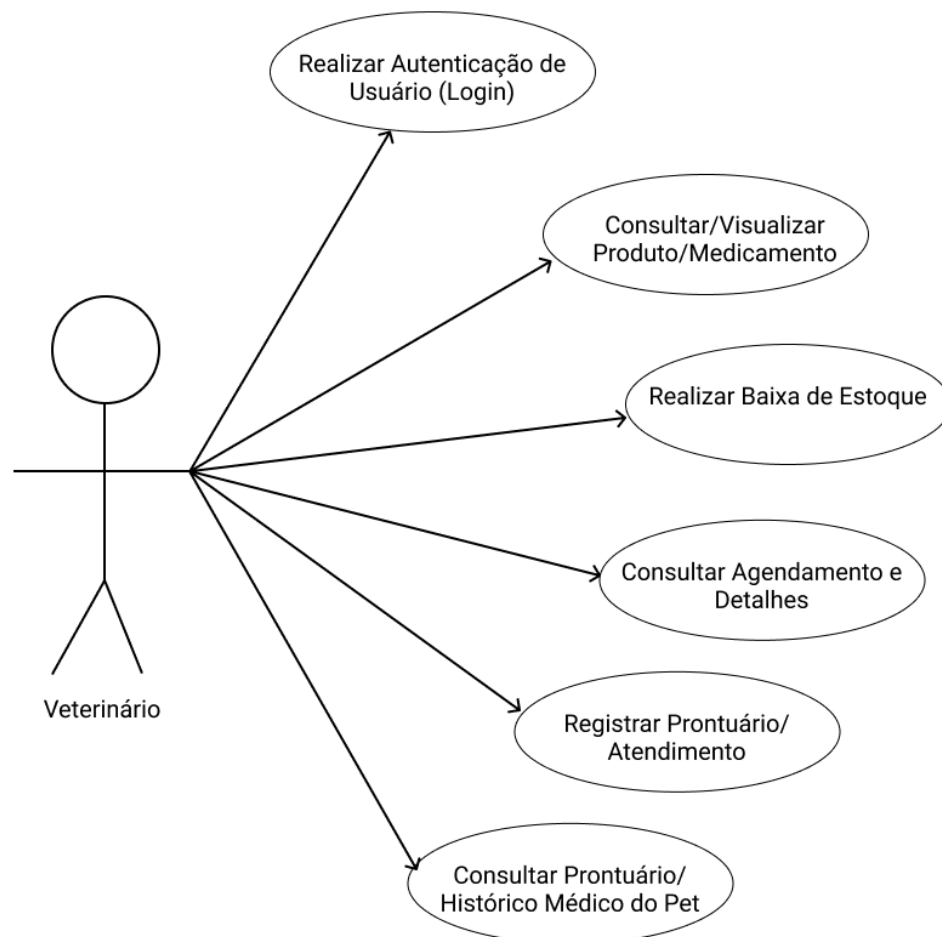 Realizar Autenticação de
Usuário (Login)
Consultar/Visualizar
Produto/Medicamento
Realizar Baixa de Estoque
Consultar Agendamento e
Detalhes
Veterinário
Registrar Prontuário/
Atendimento
Consultar Prontuário/
Histórico Médico do Pet